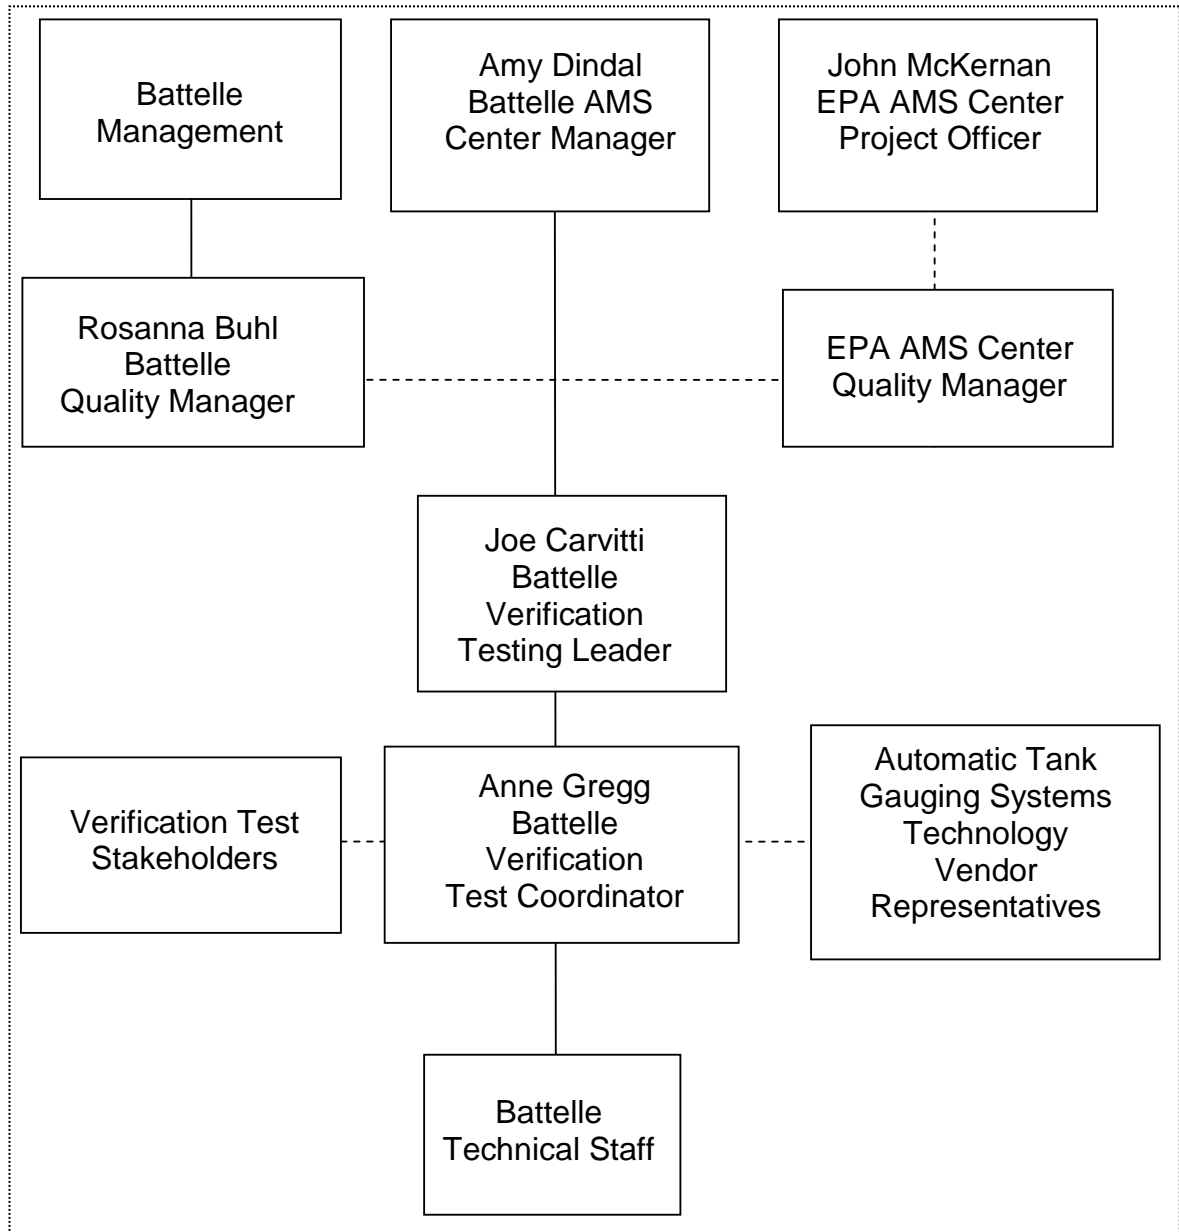 Battelle
Management
Amy Dindal
Battelle AMS
Center Manager
John McKernan
EPA AMS Center
Project Officer
Rosanna Buhl
Battelle
Quality Manager
EPA AMS Center
Quality Manager
Joe Carvitti
Battelle
Verification
Testing Leader
Verification Test
Stakeholders
Anne Gregg
Battelle
Verification
Test Coordinator
Automatic Tank
Gauging Systems
Technology
Vendor
Representatives
Battelle
Technical Staff